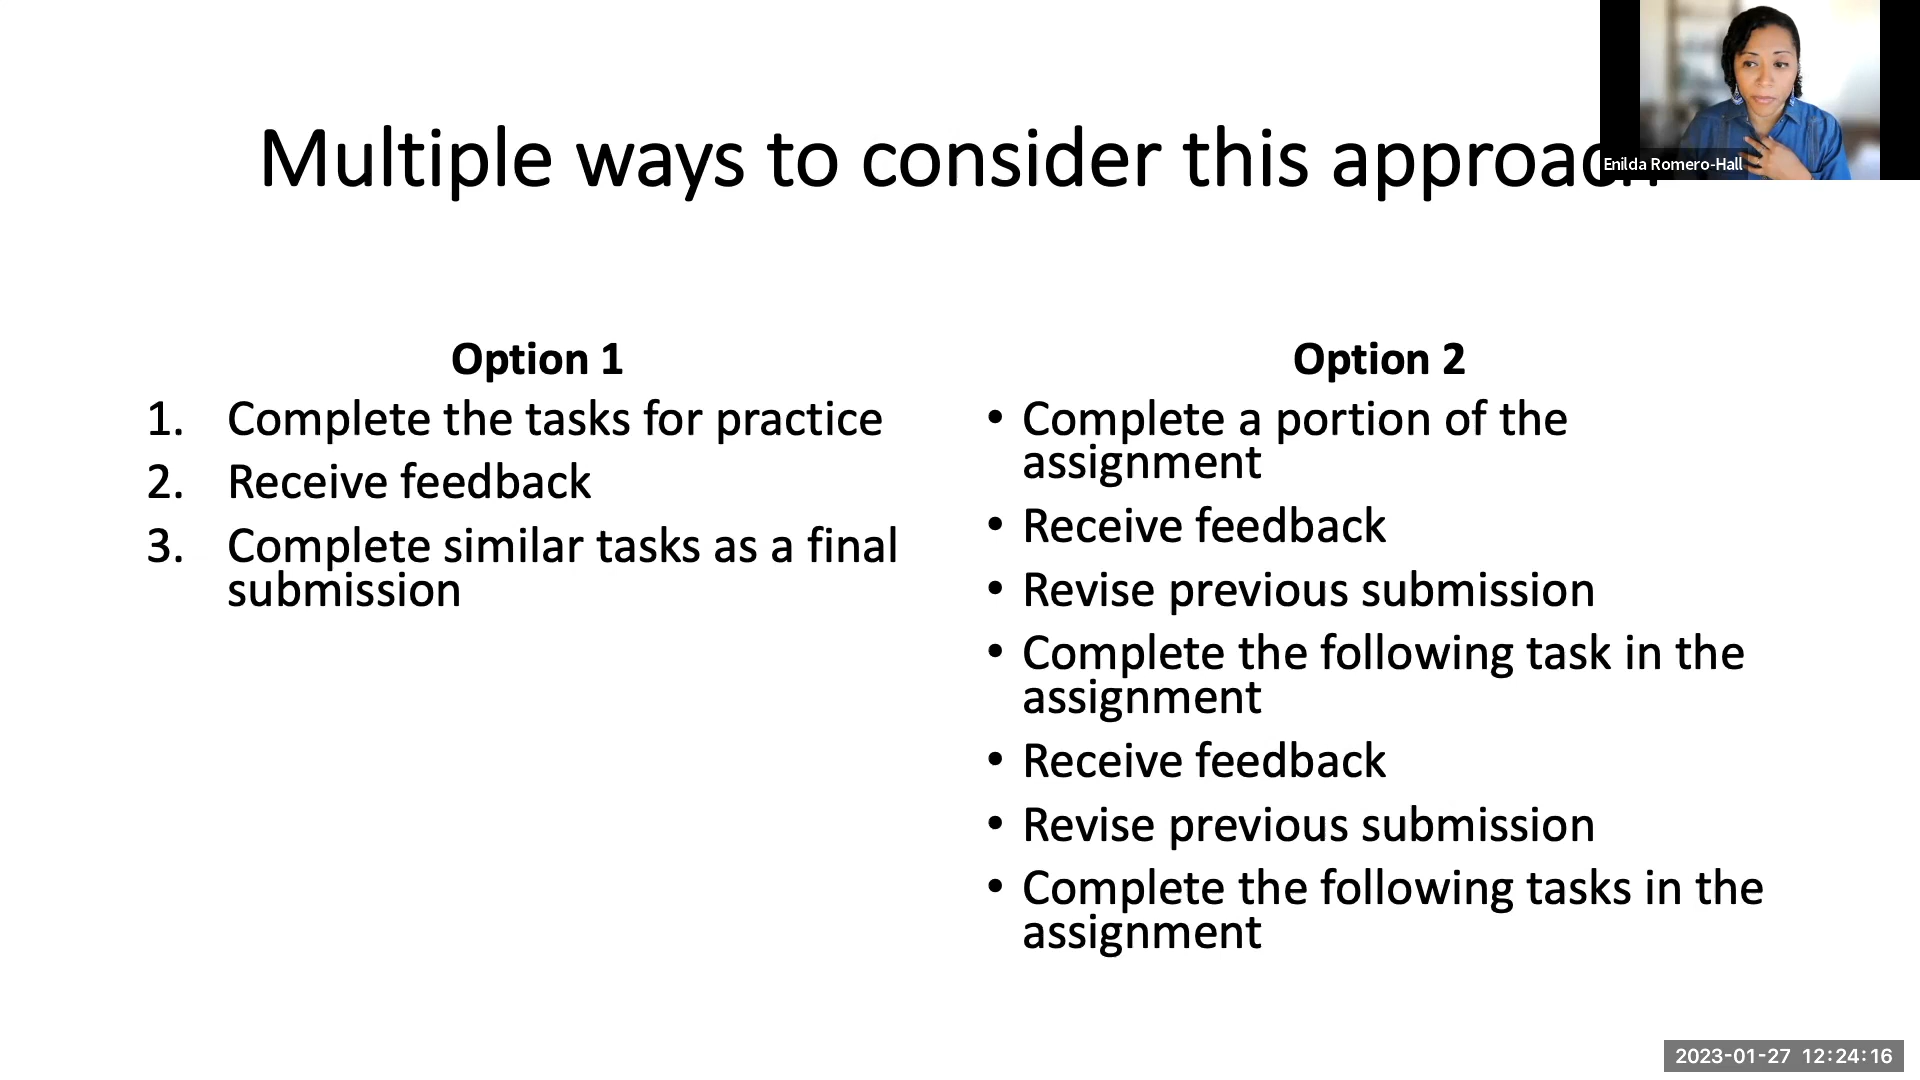 Multiple ways to consider this approach
Enilda Romero-Hall
Option 1
1. Complete the tasks for practice
2. Receive feedback
3. Complete similar tasks as a final
submission
Option 2
• Complete a portion of the
assignment
• Receive feedback
• Revise previous submission
• Complete the following task in the
assignment
• Receive feedback
• Revise previous submission
• Complete the following tasks in the
assignment
2023-01-27 12:24:16